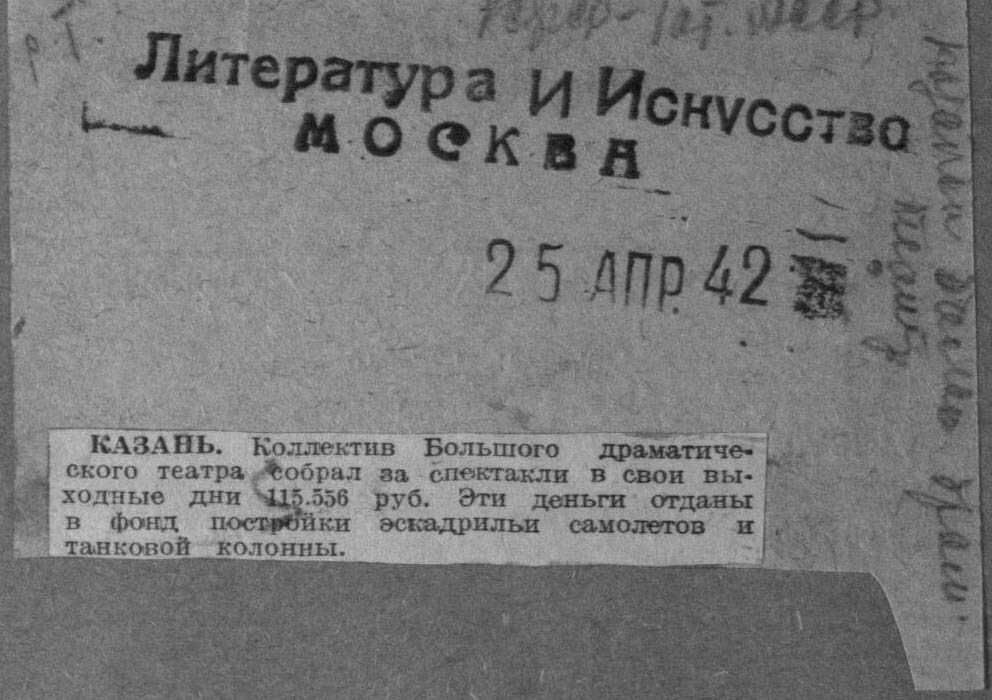 Литература и Искусство
МОСКВА
25 АПР. 42
театр
КАЗАНЬ. Коллектив Большого драматиче-
ского театра собрал за спектакли в свои вы-
ходные дни 115.556 руб. Эти деньги отданы
в фонд постройки эскадрильи самолетов и
танковой колонны.